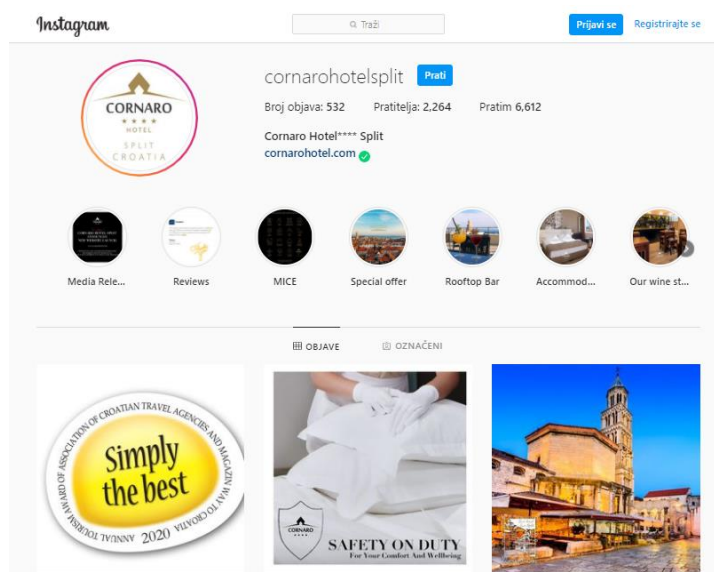 Instagram
Traži
Prijavi se
Registrirajte se
CORNARO
HOTEL
SPLIT
CROATIA
cornarohotelsplit
Prati
Broj objava: 532 Pratitelja: 2,264 Pratim 6,612
Cornaro Hotel**** Split
cornarohotel.com
Media Rele...
Reviews
MICE
Special offer
Rooftop Bar
Accommod...
Our wine st...
OBJAVE
OZNAČENI
ANNUAL TOURISM AWARD OF ASSOCIATION OF CROATIAN TRAVEL AGENCIES AND MAGAZIN WAY TO CROATIA
Simply
the best
2020
CORNARO
SAFETY ON DUTY
For Your Comfort And Wellbeing